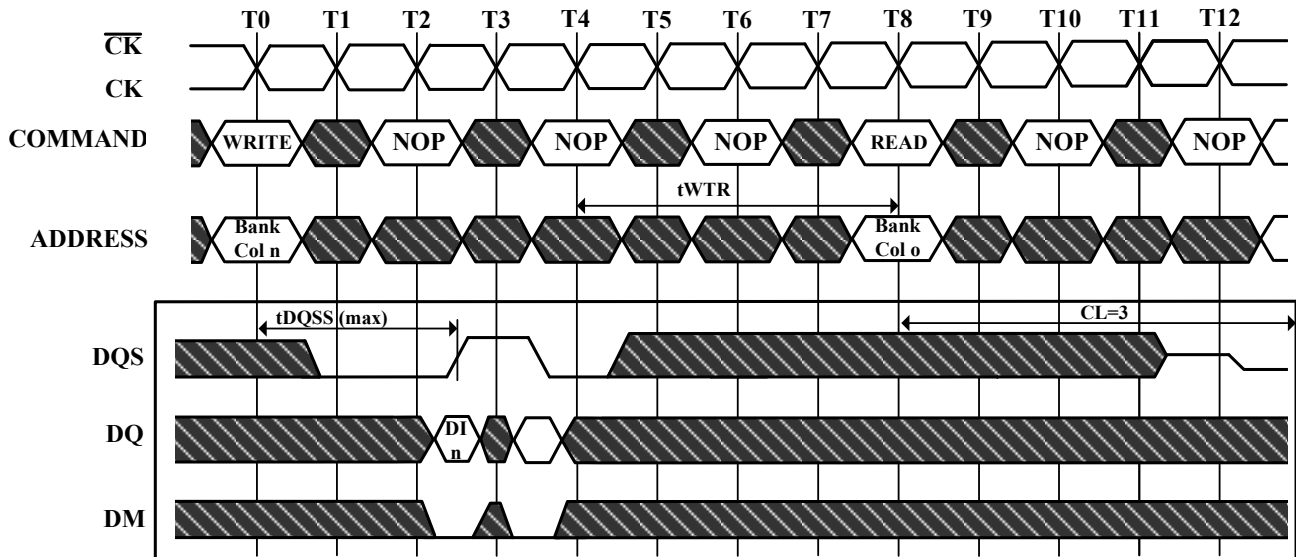 T0 T1 T2 T3 T4 T5 T6 T7 T8 T9 T10 T11 T12
CK
CK
COMMAND WRITE NOP NOP NOP READ NOP NOP
tWTR
ADDRESS Bank Col n Bank Col o
tDQSS (max) CL=3
DQS
DQ DI n
DM